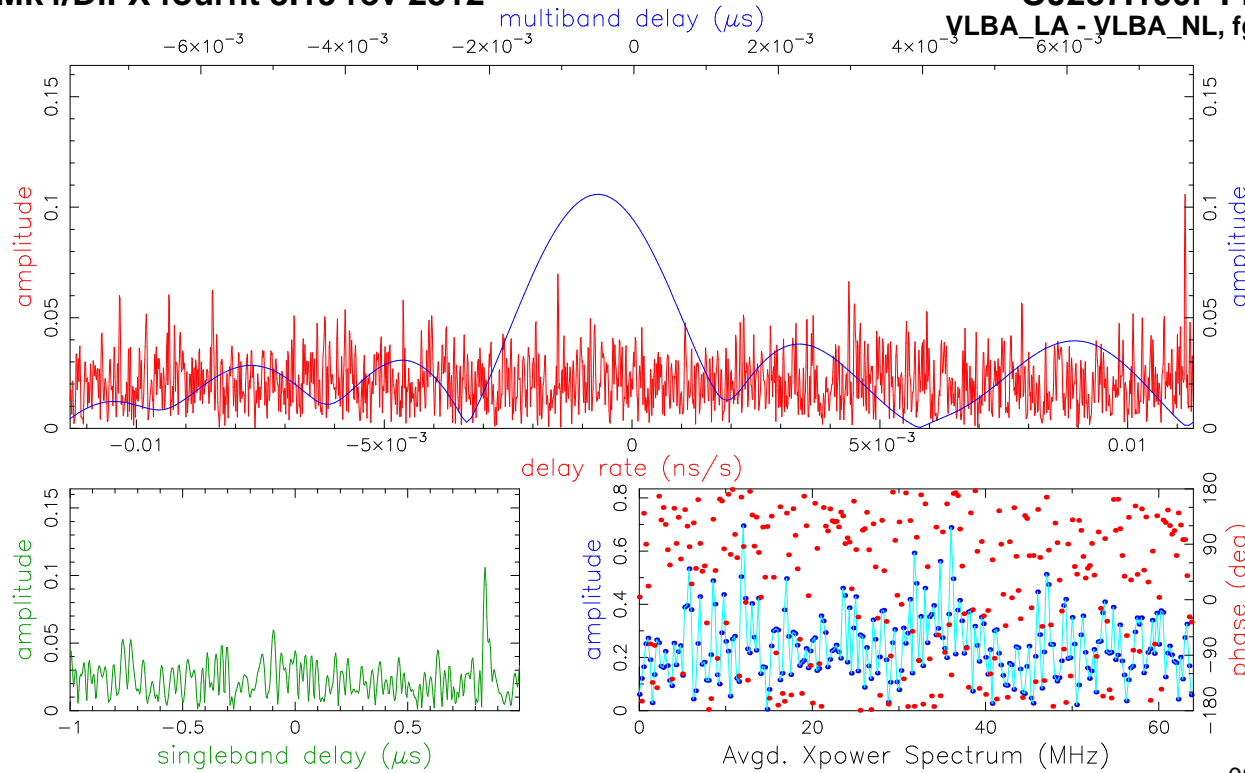 multiband delay (μs)
VLBA_LA - VLBA_NL,
−6×10⁻³ −4×10⁻³ −2×10⁻³ 0 2×10⁻³ 4×10⁻³ 6×10⁻³
0.15 0.15
0.1 0.1
0.05 0.05
0 0
amplitude
amplitude
−0.01 −5×10⁻³ 0 5×10⁻³ 0.01
delay rate (ns/s)
0.15
0.1
0.05
0
amplitude
−1 −0.5 0 0.5
singleband delay (μs)
0.8 180
0.6 90
0.4 0
0.2 −90
0 −180
amplitude
phase (deg)
0 20 40 60
Avgd. Xpower Spectrum (MHz)